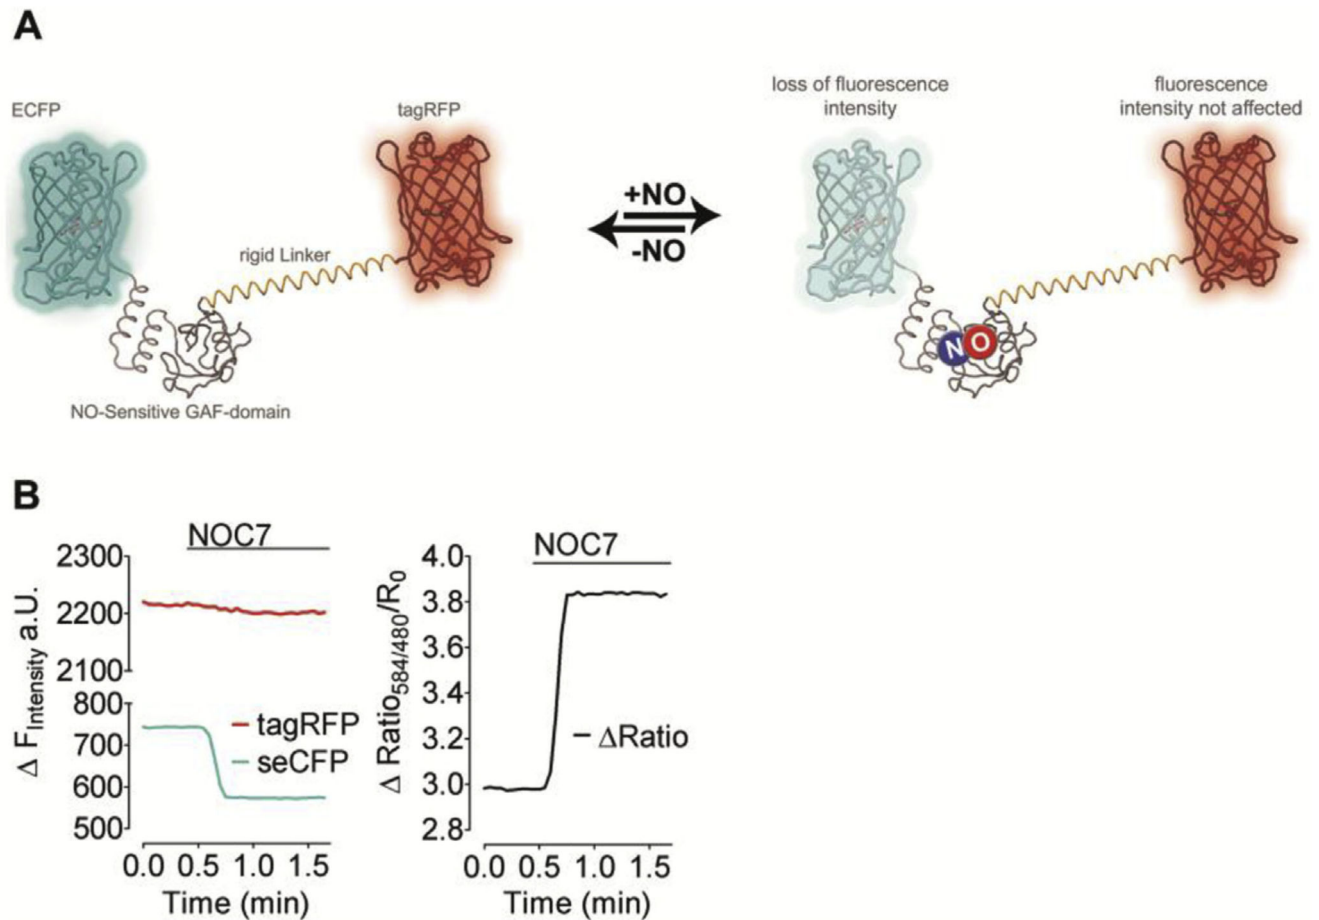 A
ECFP
tagRFP
rigid Linker
NO-Sensitive GAF-domain
+NO
-NO
loss of fluorescence
intensity
fluorescence
intensity not affected
N O
B
NOC7
2300
2200
2100
800
700
600
500
Δ FIntensity a.U.
tagRFP
seCFP
0.0 0.5 1.0 1.5
Time (min)
NOC7
4.0
3.8
3.6
3.4
3.2
3.0
2.8
Δ Ratio584/480/R0
ΔRatio
0.0 0.5 1.0 1.5
Time (min)